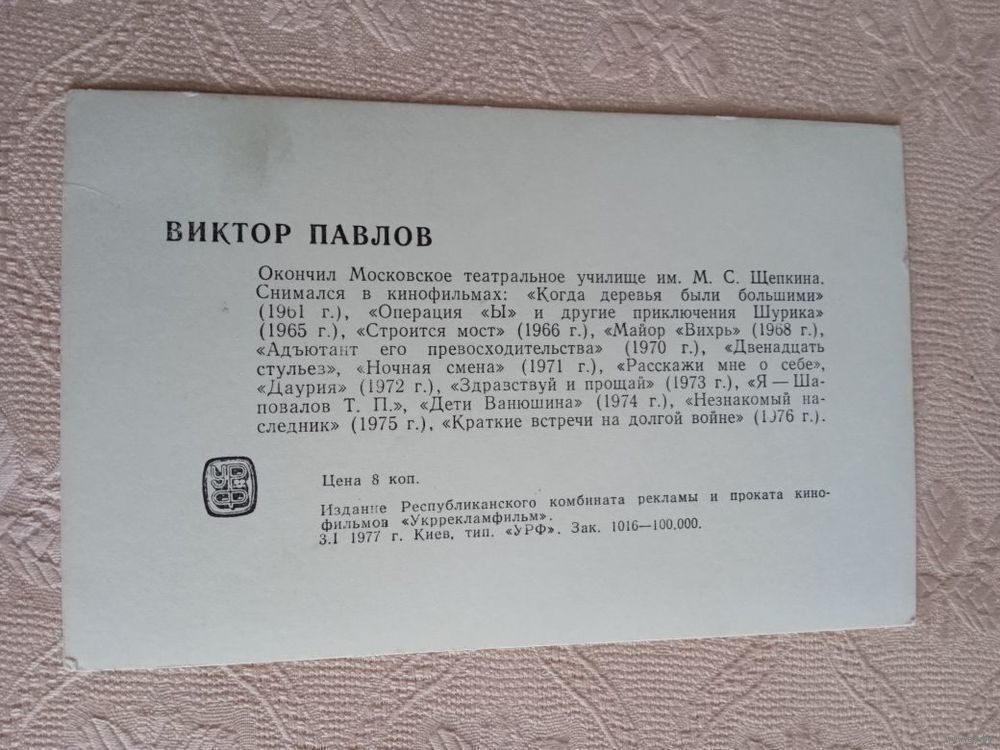 ВИКТОР ПАВЛОВ
Окончил Московское театральное училище им. М. С. Щепкина.
Снимался в кинофильмах: «Когда деревья были большими»
(1961 г.), «Операция «Ы» и другие приключения Шурика»
(1965 г.), «Строится мост» (1966 г.), «Майор «Вихрь» (1968 г.),
«Адъютант его превосходительства» (1970 г.), «Двенадцать
стульез», «Ночная смена» (1971 г.), «Расскажи мне о себе»,
«Даурия» (1972 г.), «Здравствуй и прощай» (1973 г.), «Я — Ша-
повалов Т. П.», «Дети Ванюшина» (1974 г.), «Незнакомый на-
следник» (1975 г.), «Краткие встречи на долгой войне» (1976 г.).
Цена 8 коп.
Издание Республиканского комбината рекламы и проката кино-
фильмов «Укррекламфильм».
3.I 1977 г. Киев, тип. «УРФ». Зак. 1016—100.000.